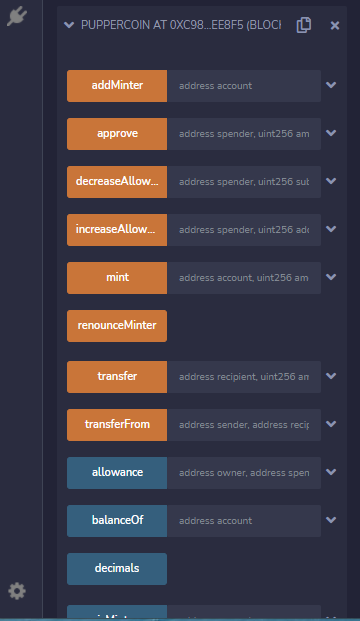 PUPPERCOIN AT 0XC98...EE8F5 (BLOCK
addMinter address account
approve address spender, uint256 am
decreaseAllow... address spender, uint256 sub
increaseAllow... address spender, uint256 add
mint address account, uint256 am
renounceMinter
transfer address recipient, uint256 am
transferFrom address sender, address recip
allowance address owner, address spen
balanceOf address account
decimals